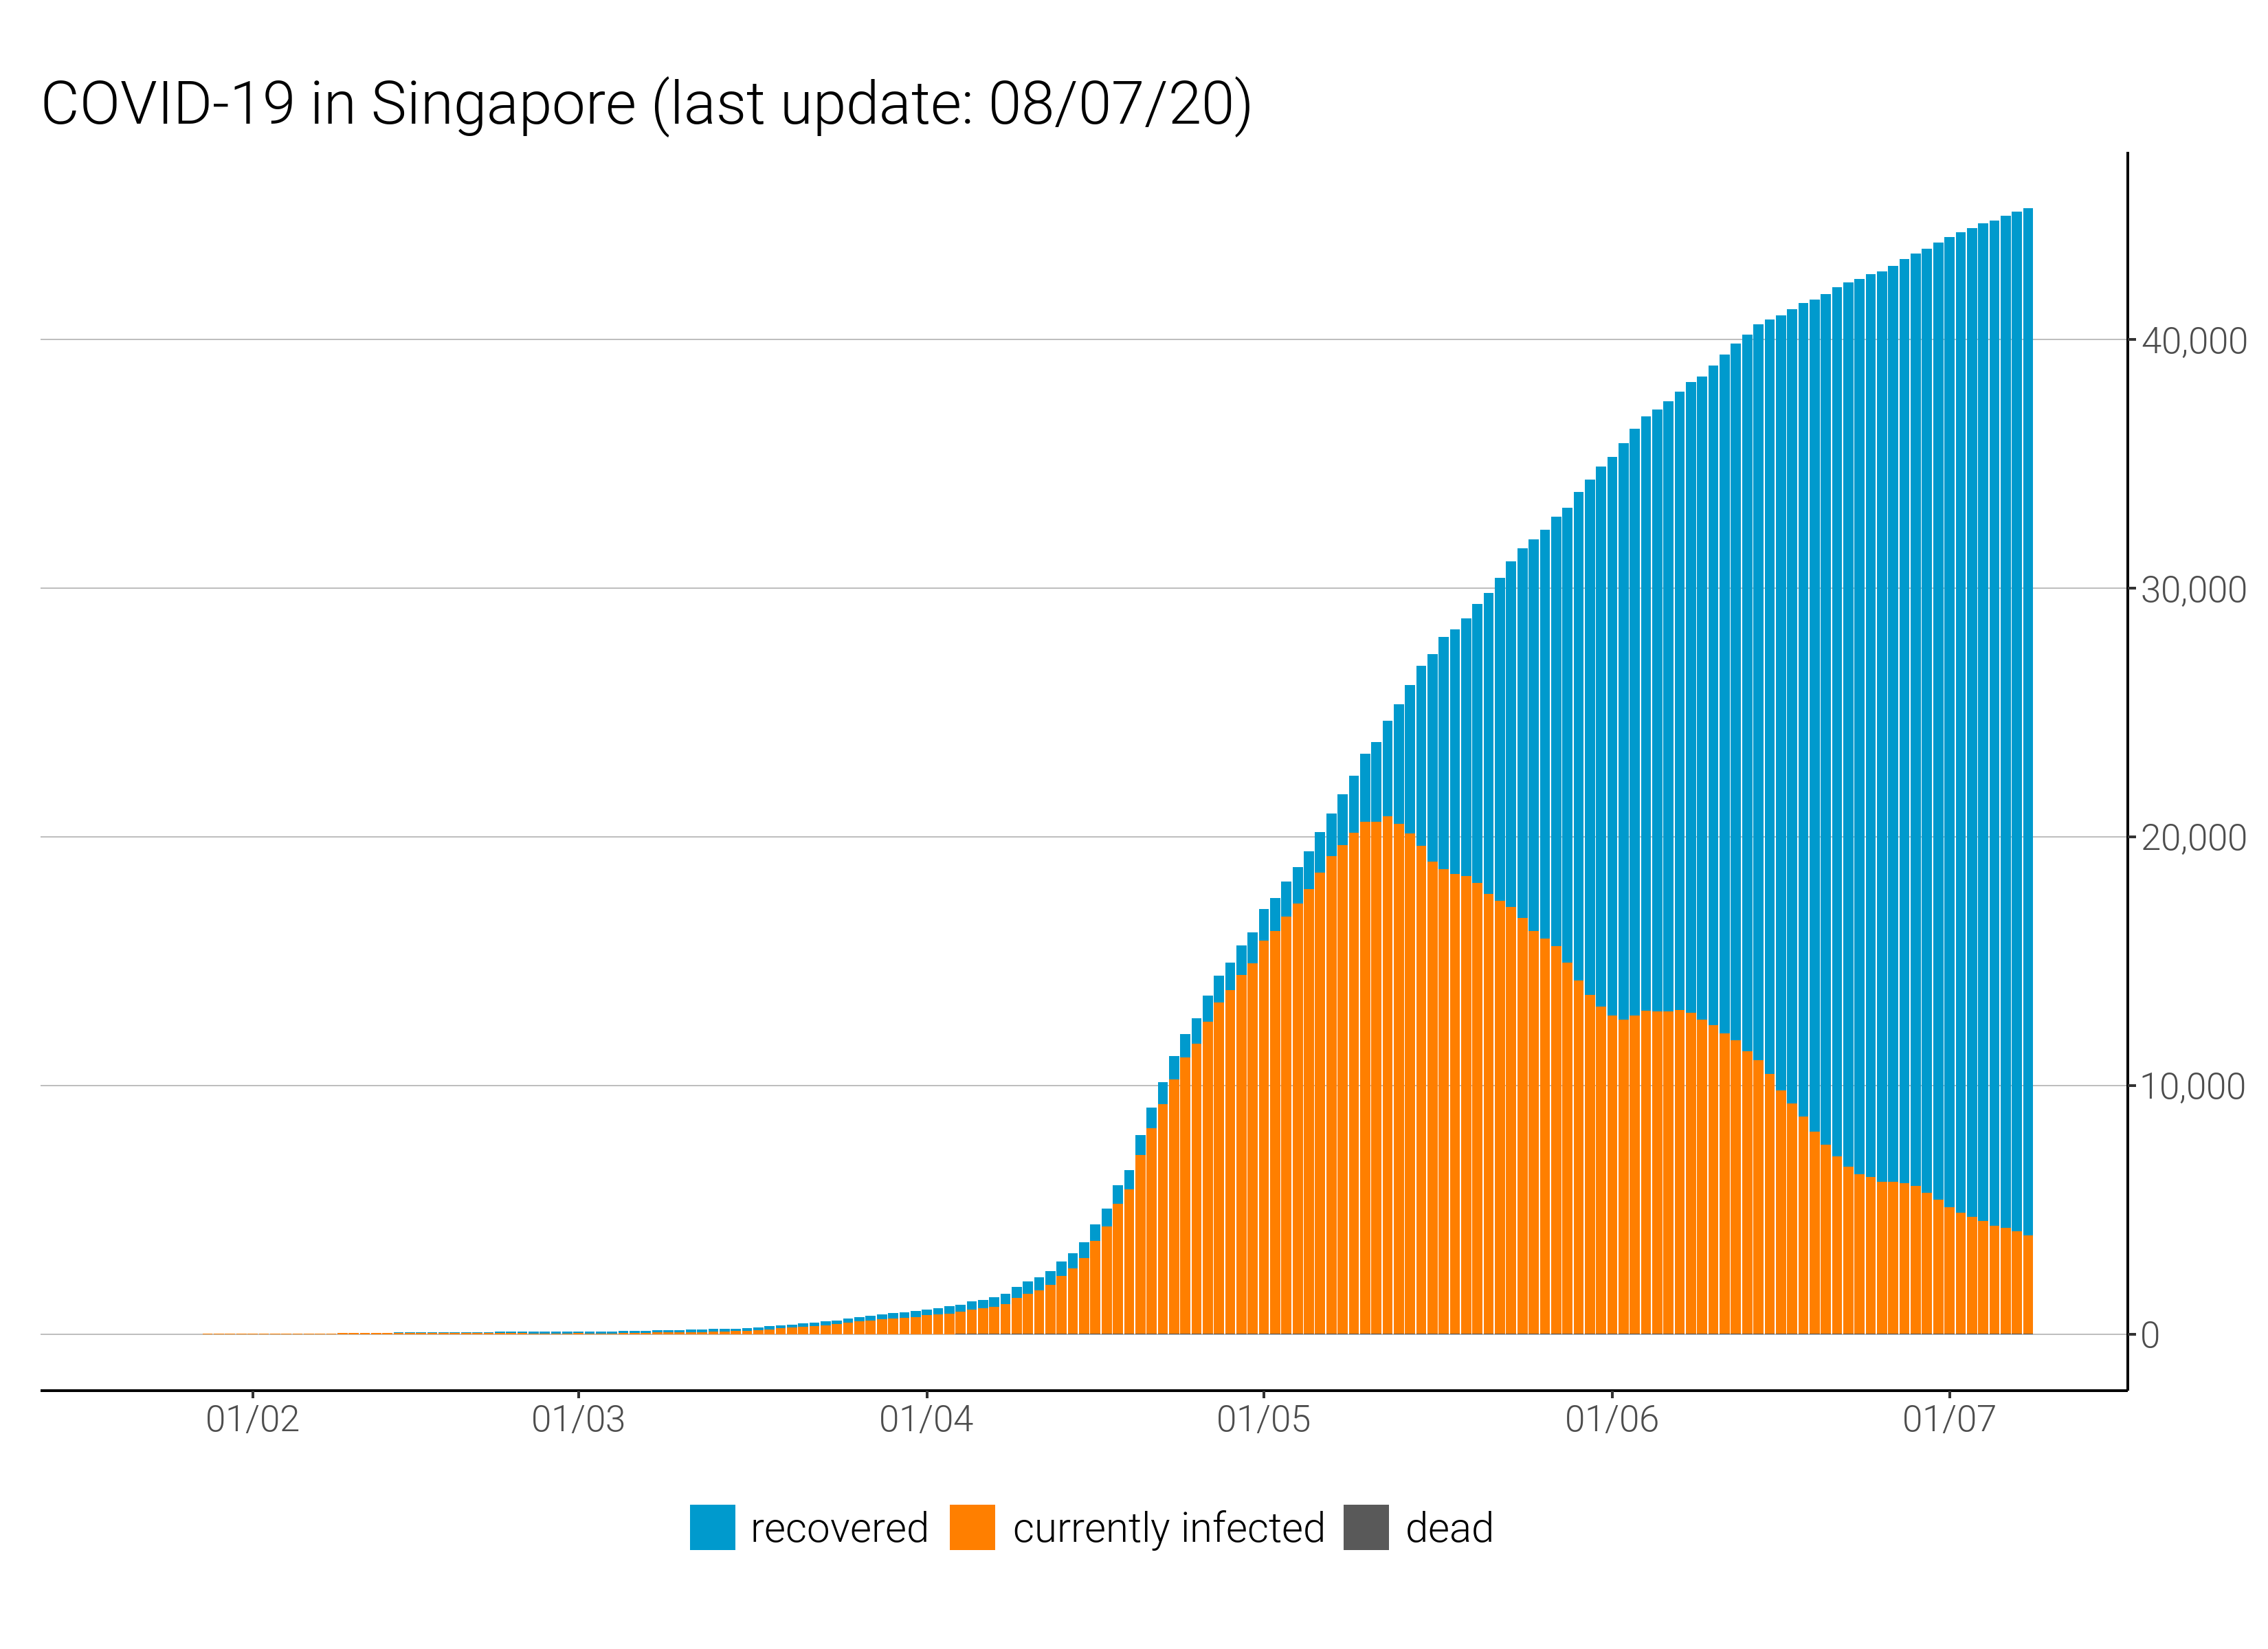 COVID-19 in Singapore (last update: 08/07/20)
40,000
30,000
20,000
10,000
0
01/02 01/03 01/04 01/05 01/06 01/07
recovered currently infected dead